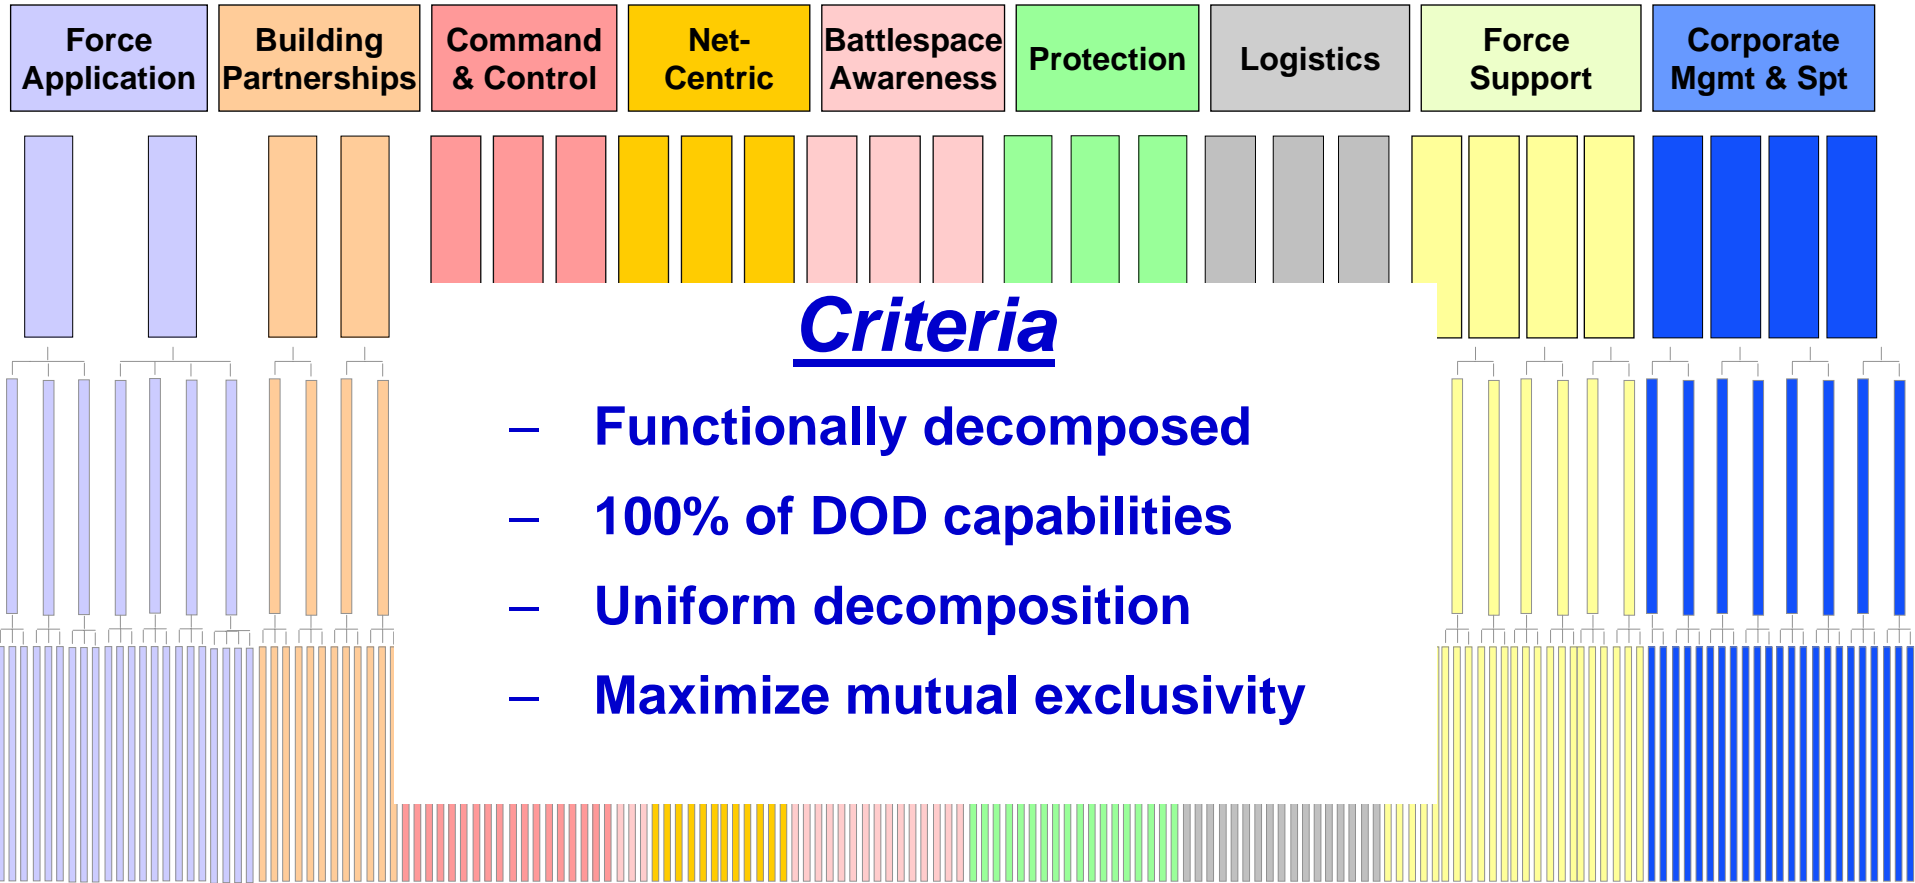 Force
Application
Building
Partnerships
Command
& Control
Net-
Centric
Battlespace
Awareness
Protection
Logistics
Force
Support
Corporate
Mgmt & Spt
Criteria
– Functionally decomposed
– 100% of DOD capabilities
– Uniform decomposition
– Maximize mutual exclusivity